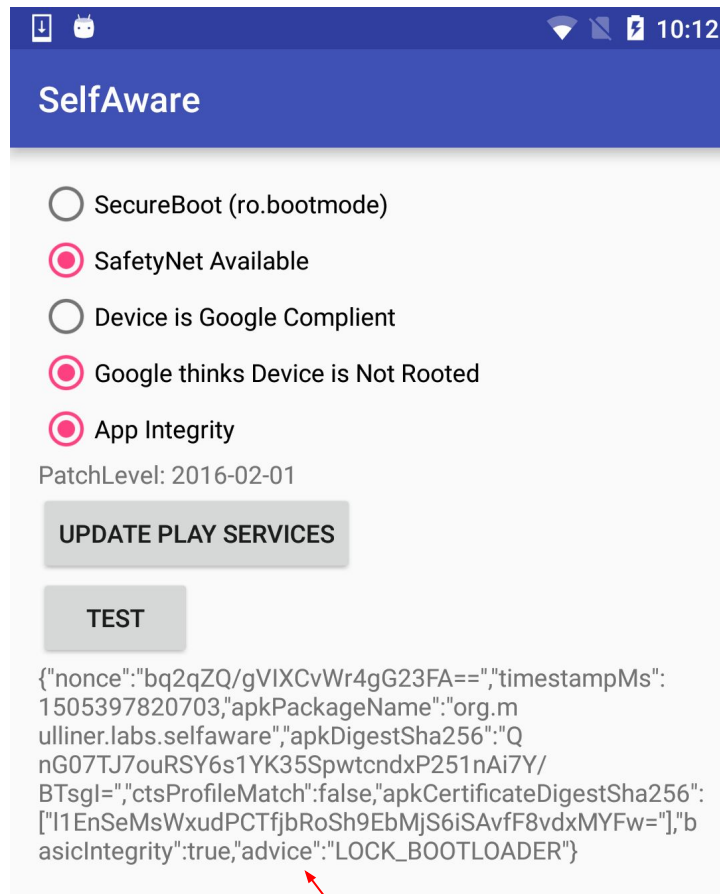 10:12
SelfAware
SecureBoot (ro.bootmode)
SafetyNet Available
Device is Google Complient
Google thinks Device is Not Rooted
App Integrity
PatchLevel: 2016-02-01
UPDATE PLAY SERVICES
TEST
{"nonce":"bq2qZQ/gVIXCvWr4gG23FA==","timestampMs":
1505397820703,"apkPackageName":"org.m
ulliner.labs.selfaware","apkDigestSha256":"Q
nG07TJ7ouRSY6s1YK35SpwtcndxP251nAi7Y/
BTsgI=","ctsProfileMatch":false,"apkCertificateDigestSha256":
["l1EnSeMsWxudPCTfjbRoSh9EbMjS6iSAvfF8vdxMYFw="],"b
asicIntegrity":true,"advice":"LOCK_BOOTLOADER"}